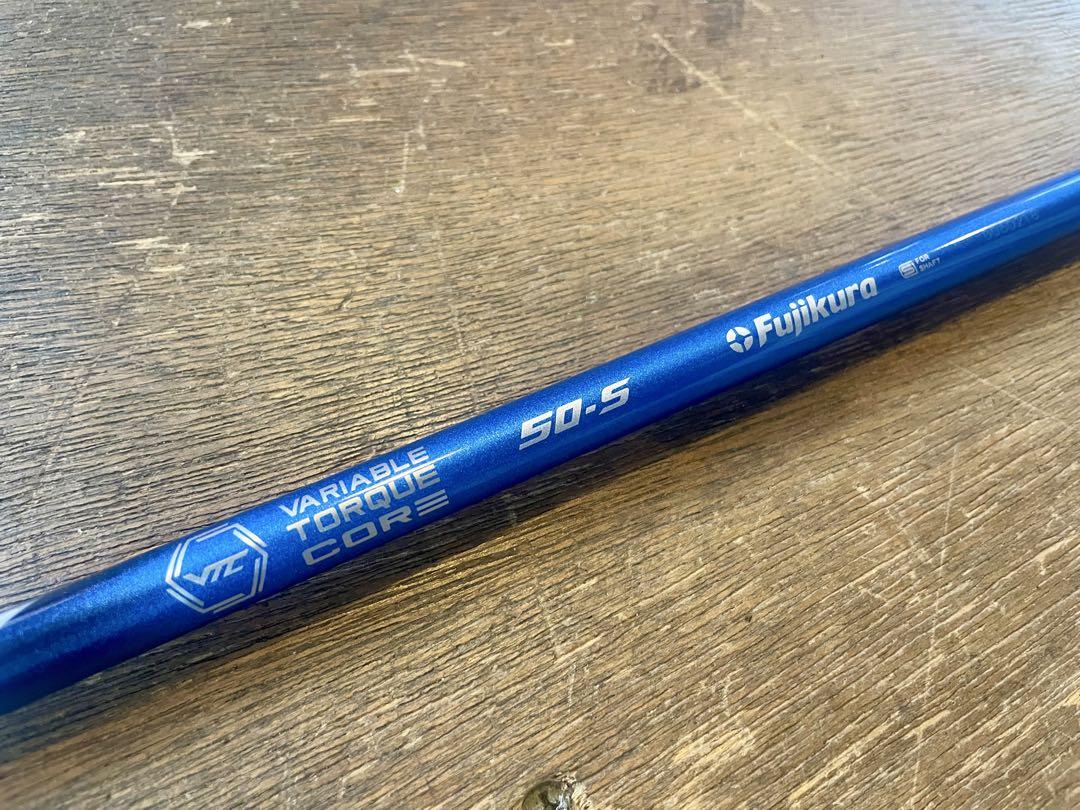 VTC
VARIABLE
TORQUE
CORE
50-S
Fujikura
S FOR
SHAFT